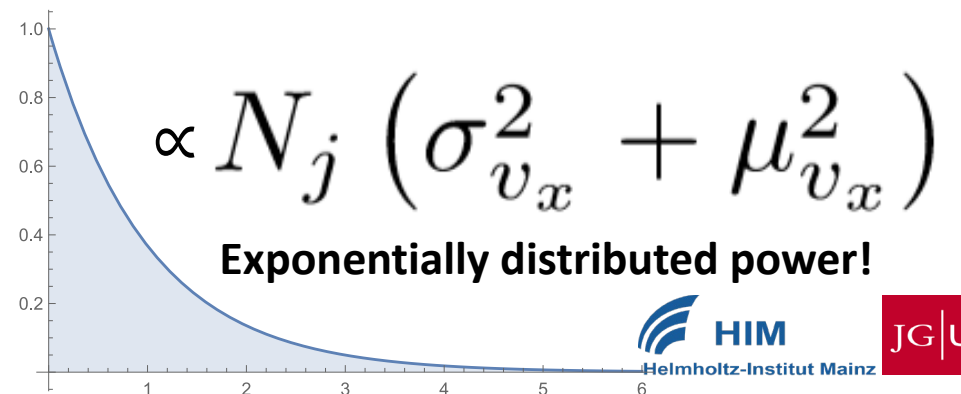 1.0
0.8
0.6
0.4
0.2
∝ N_j (σ²_{v_x} + μ²_{v_x})
Exponentially distributed power!
HIM
Helmholtz-Institut Mainz
JG|U
1 2 3 4 5 6